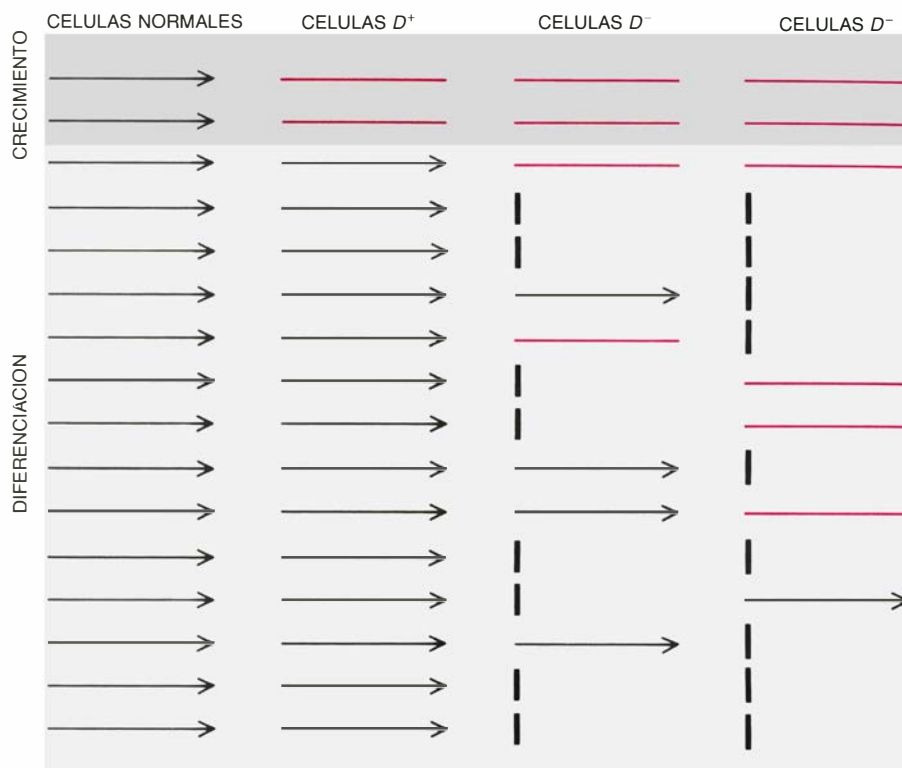 CELULAS NORMALES
CELULAS D⁺
CELULAS D⁻
CELULAS D⁻
CRECIMIENTO
DIFERENCIACION